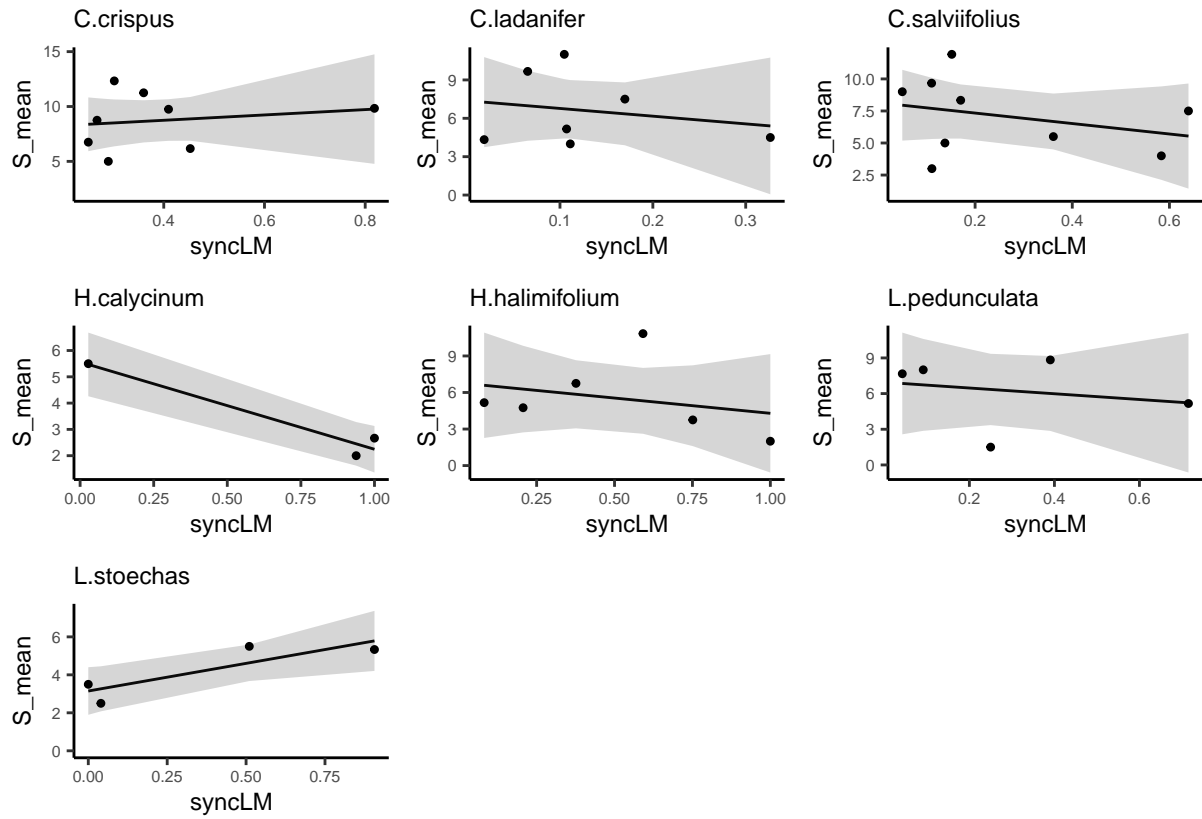 C.crispus
C.ladanifer
C.salviifolius
15
10
5
S_mean
0.4
0.6
0.8
syncLM
9
6
3
0
S_mean
0.1
0.2
0.3
syncLM
10.0
7.5
5.0
2.5
S_mean
0.2
0.4
0.6
syncLM
H.calycinum
H.halimifolium
L.pedunculata
6
5
4
3
2
S_mean
0.00
0.25
0.50
0.75
1.00
syncLM
9
6
3
0
S_mean
0.25
0.50
0.75
1.00
syncLM
9
6
3
0
S_mean
0.2
0.4
0.6
syncLM
L.stoechas
6
4
2
0
S_mean
0.00
0.25
0.50
0.75
syncLM